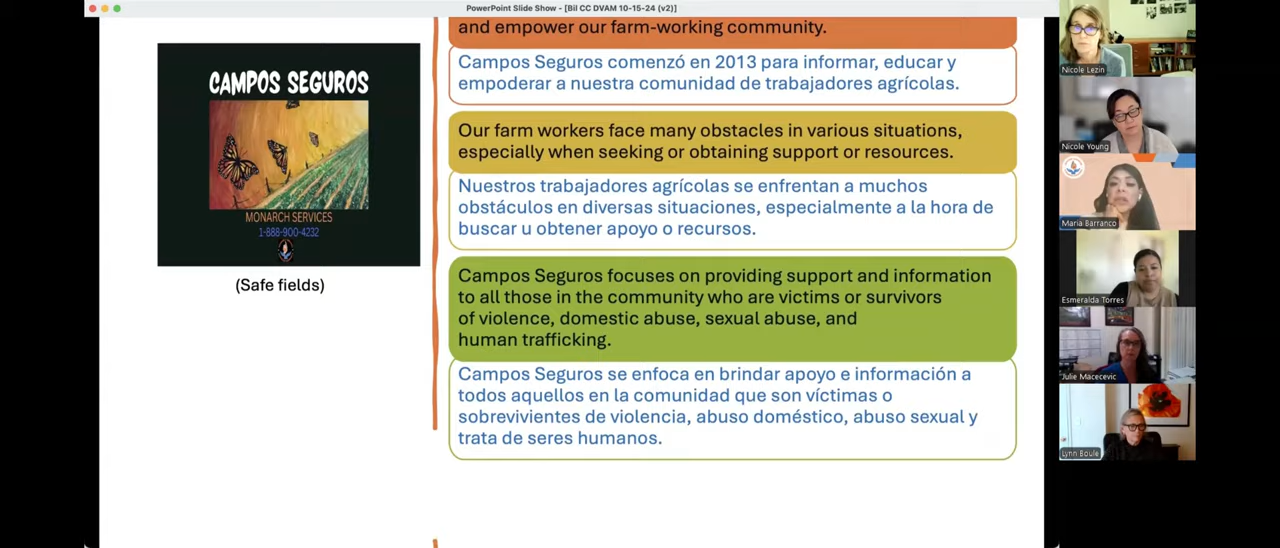 PowerPoint Slide Show - [Bil CC DVAM 10-15-24 (v2)]
CAMPOS SEGUROS
MONARCH SERVICES
1-888-900-4232
(Safe fields)
and empower our farm-working community.
Campos Seguros comenzó en 2013 para informar, educar y
empoderar a nuestra comunidad de trabajadores agrícolas.
Our farm workers face many obstacles in various situations,
especially when seeking or obtaining support or resources.
Nuestros trabajadores agrícolas se enfrentan a muchos
obstáculos en diversas situaciones, especialmente a la hora de
buscar u obtener apoyo o recursos.
Campos Seguros focuses on providing support and information
to all those in the community who are victims or survivors
of violence, domestic abuse, sexual abuse, and
human trafficking.
Campos Seguros se enfoca en brindar apoyo e información a
todos aquellos en la comunidad que son víctimas o
sobrevivientes de violencia, abuso doméstico, abuso sexual y
trata de seres humanos.
Nicole Lezin
Nicole Young
Maria Barranco
Esmeralda Torres
Julie Macecevic
Lynn Boule